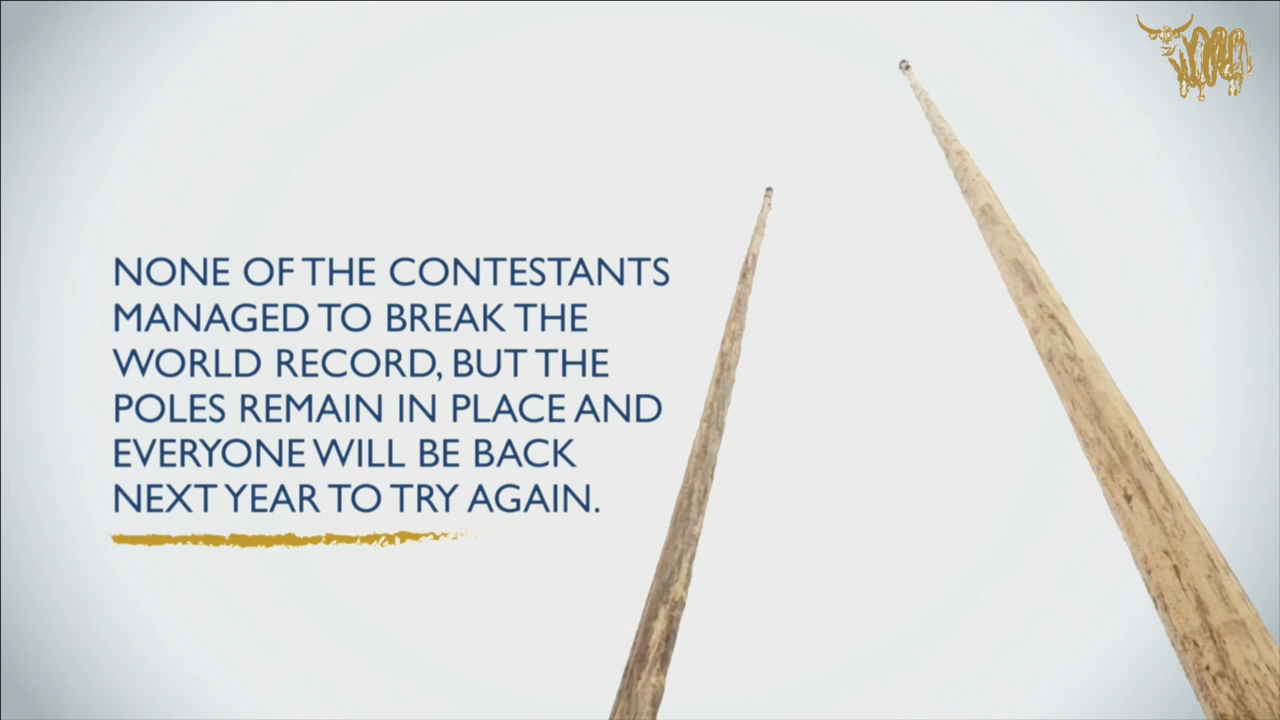 NONE OF THE CONTESTANTS
MANAGED TO BREAK THE
WORLD RECORD, BUT THE
POLES REMAIN IN PLACE AND
EVERYONE WILL BE BACK
NEXT YEAR TO TRY AGAIN.